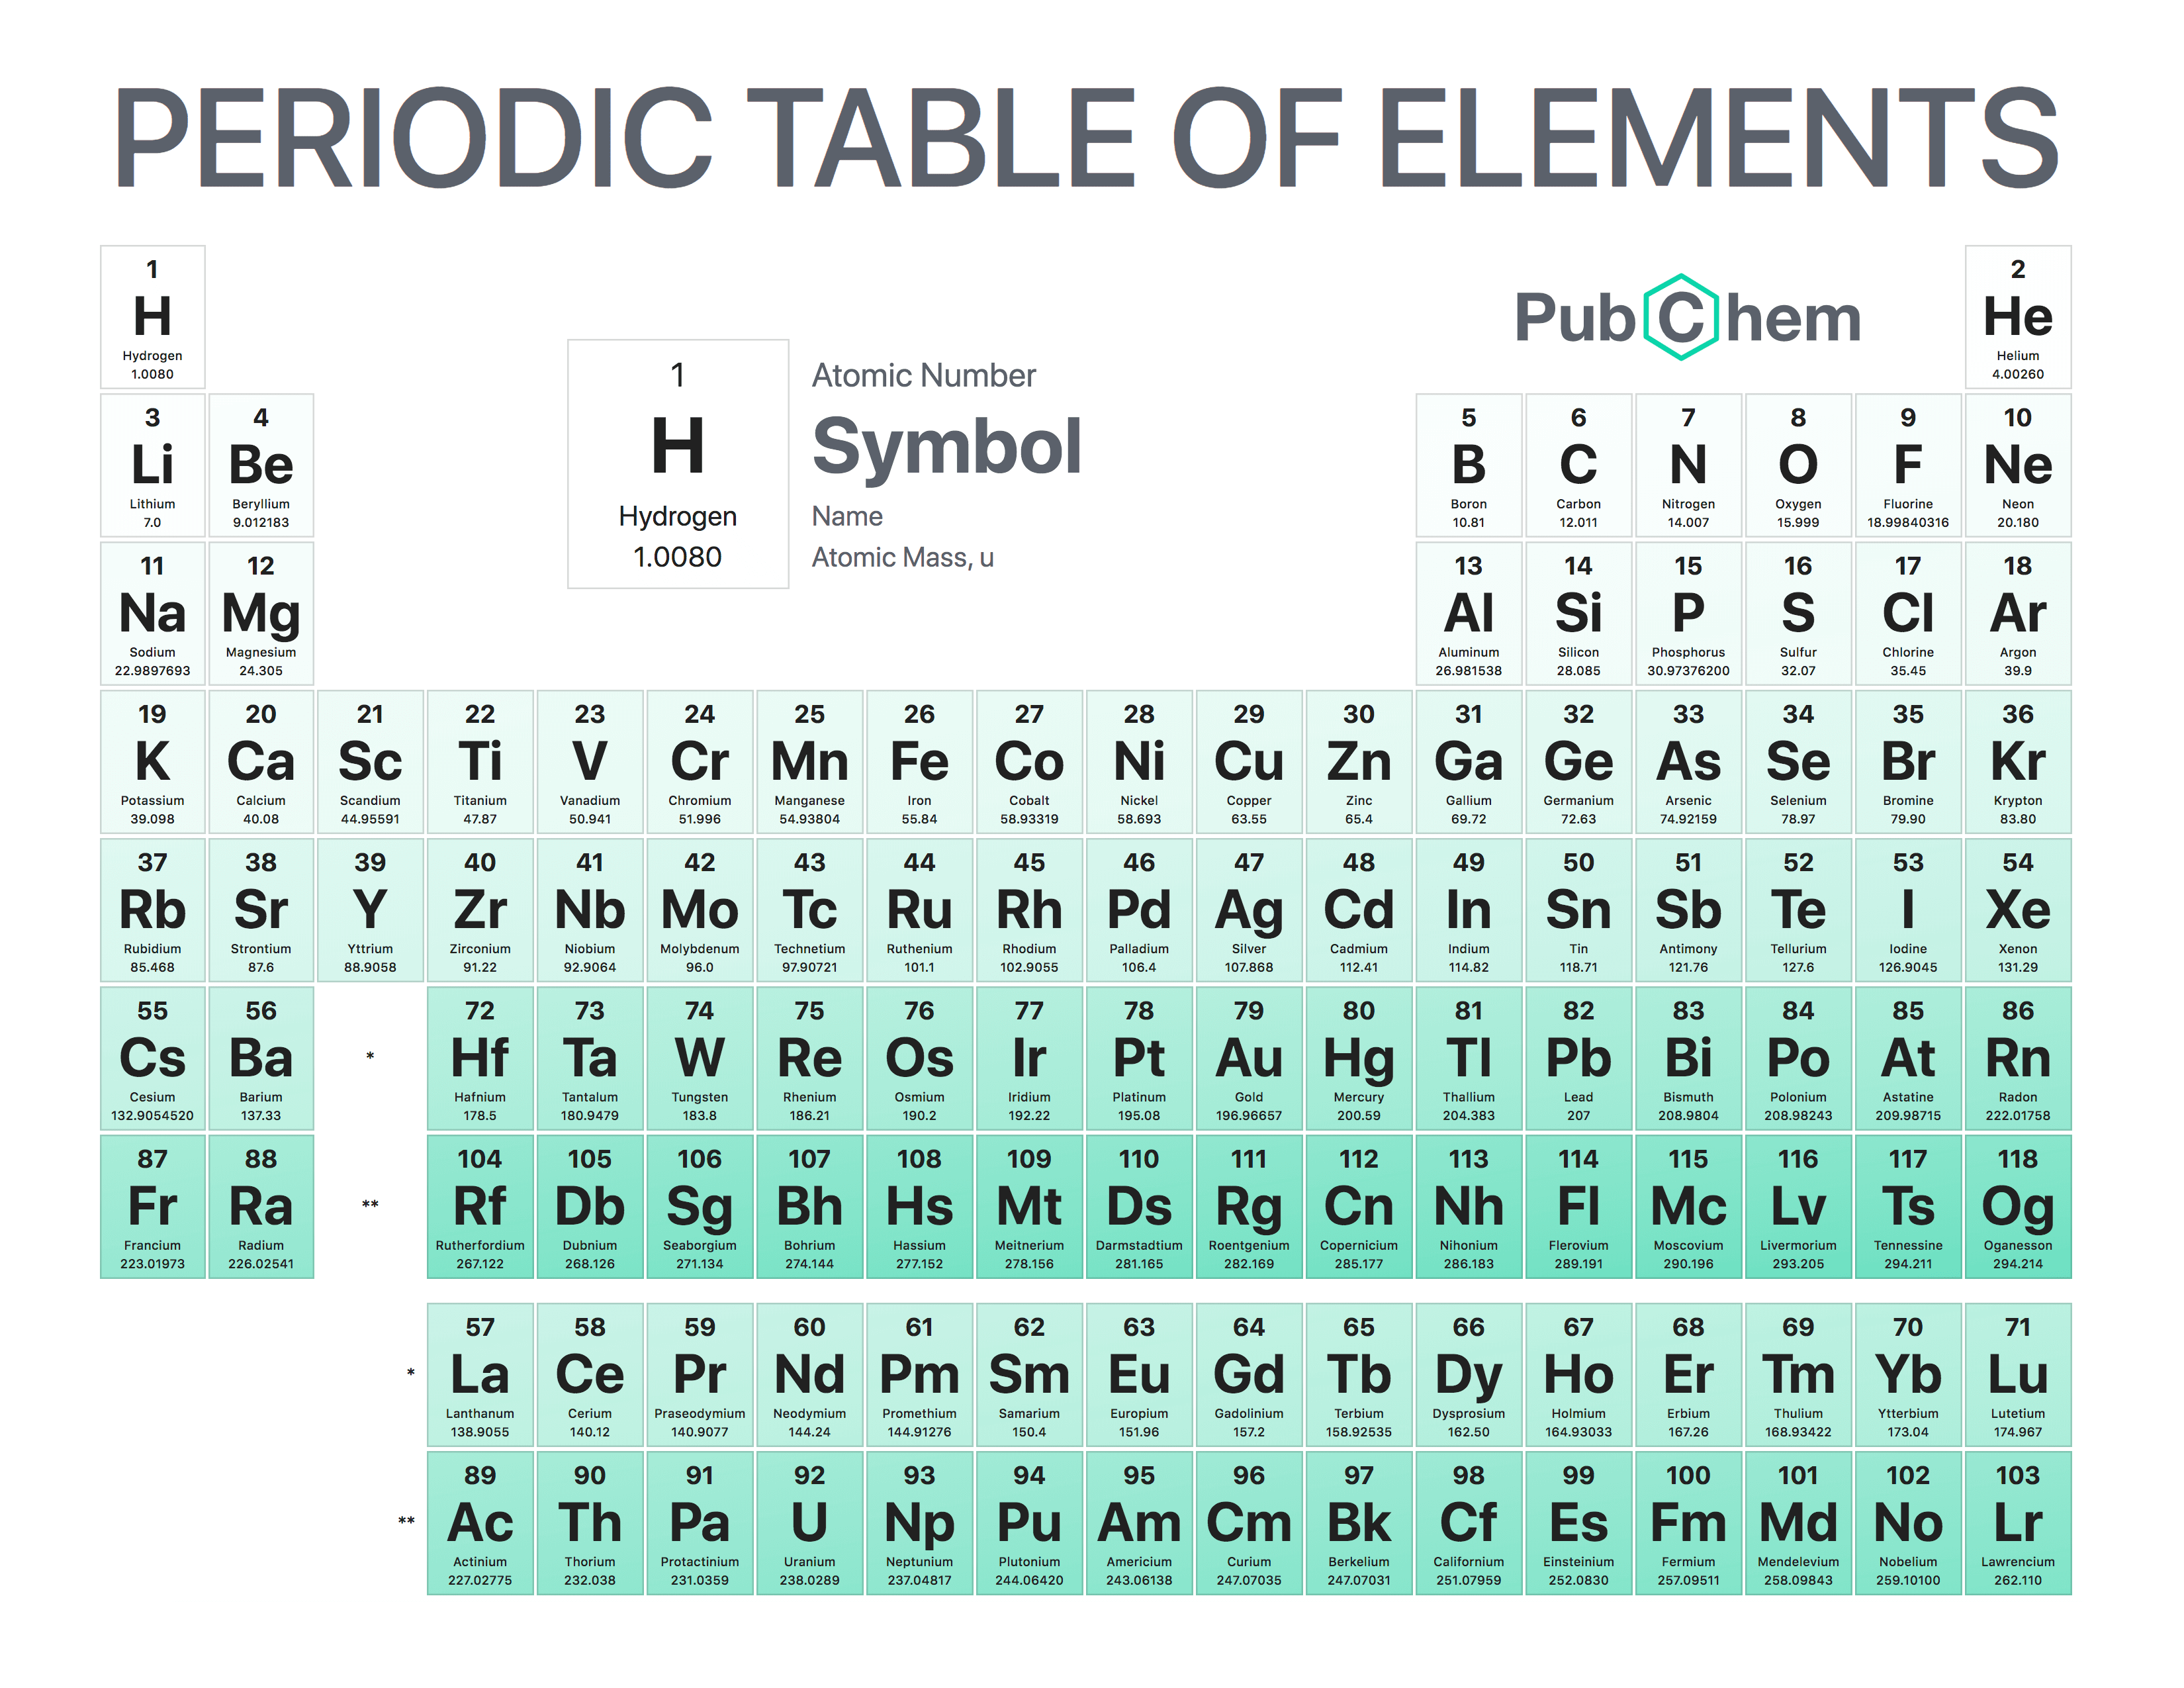 PERIODIC TABLE OF ELEMENTS
1 2
H PubChem He
Hydrogen Helium
1.0080 4.00260
1 Atomic Number
H Symbol
Hydrogen Name
1.0080 Atomic Mass, u
3 4 5 6 7 8 9 10
Li Be B C N O F Ne
Lithium Beryllium Boron Carbon Nitrogen Oxygen Fluorine Neon
7.0 9.012183 10.81 12.011 14.007 15.999 18.99840316 20.180
11 12 13 14 15 16 17 18
Na Mg Al Si P S Cl Ar
Sodium Magnesium Aluminum Silicon Phosphorus Sulfur Chlorine Argon
22.9897693 24.305 26.981538 28.085 30.97376200 32.07 35.45 39.9
19 20 21 22 23 24 25 26 27 28 29 30 31 32 33 34 35 36
K Ca Sc Ti V Cr Mn Fe Co Ni Cu Zn Ga Ge As Se Br Kr
Potassium Calcium Scandium Titanium Vanadium Chromium Manganese Iron Cobalt Nickel Copper Zinc Gallium Germanium Arsenic Selenium Bromine Krypton
39.098 40.08 44.95591 47.87 50.941 51.996 54.93804 55.84 58.93319 58.693 63.55 65.4 69.72 72.63 74.92159 78.97 79.90 83.80
37 38 39 40 41 42 43 44 45 46 47 48 49 50 51 52 53 54
Rb Sr Y Zr Nb Mo Tc Ru Rh Pd Ag Cd In Sn Sb Te I Xe
Rubidium Strontium Yttrium Zirconium Niobium Molybdenum Technetium Ruthenium Rhodium Palladium Silver Cadmium Indium Tin Antimony Tellurium Iodine Xenon
85.468 87.6 88.9058 91.22 92.9064 96.0 97.90721 101.1 102.9055 106.4 107.868 112.41 114.82 118.71 121.76 127.6 126.9045 131.29
55 56 72 73 74 75 76 77 78 79 80 81 82 83 84 85 86
Cs Ba * Hf Ta W Re Os Ir Pt Au Hg Tl Pb Bi Po At Rn
Cesium Barium Hafnium Tantalum Tungsten Rhenium Osmium Iridium Platinum Gold Mercury Thallium Lead Bismuth Polonium Astatine Radon
132.9054520 137.33 178.5 180.9479 183.8 186.21 190.2 192.22 195.08 196.96657 200.59 204.383 207 208.9804 208.98243 209.98715 222.01758
87 88 104 105 106 107 108 109 110 111 112 113 114 115 116 117 118
Fr Ra ** Rf Db Sg Bh Hs Mt Ds Rg Cn Nh Fl Mc Lv Ts Og
Francium Radium Rutherfordium Dubnium Seaborgium Bohrium Hassium Meitnerium Darmstadtium Roentgenium Copernicium Nihonium Flerovium Moscovium Livermorium Tennessine Oganesson
223.01973 226.02541 267.122 268.126 271.134 274.144 277.152 278.156 281.165 282.169 285.177 286.183 289.191 290.196 293.205 294.211 294.214
57 58 59 60 61 62 63 64 65 66 67 68 69 70 71
* La Ce Pr Nd Pm Sm Eu Gd Tb Dy Ho Er Tm Yb Lu
Lanthanum Cerium Praseodymium Neodymium Promethium Samarium Europium Gadolinium Terbium Dysprosium Holmium Erbium Thulium Ytterbium Lutetium
138.9055 140.12 140.9077 144.24 144.91276 150.4 151.96 157.2 158.92535 162.50 164.93033 167.26 168.93422 173.04 174.967
89 90 91 92 93 94 95 96 97 98 99 100 101 102 103
** Ac Th Pa U Np Pu Am Cm Bk Cf Es Fm Md No Lr
Actinium Thorium Protactinium Uranium Neptunium Plutonium Americium Curium Berkelium Californium Einsteinium Fermium Mendelevium Nobelium Lawrencium
227.02775 232.038 231.0359 238.0289 237.04817 244.06420 243.06138 247.07035 247.07031 251.07959 252.0830 257.09511 258.09843 259.10100 262.110